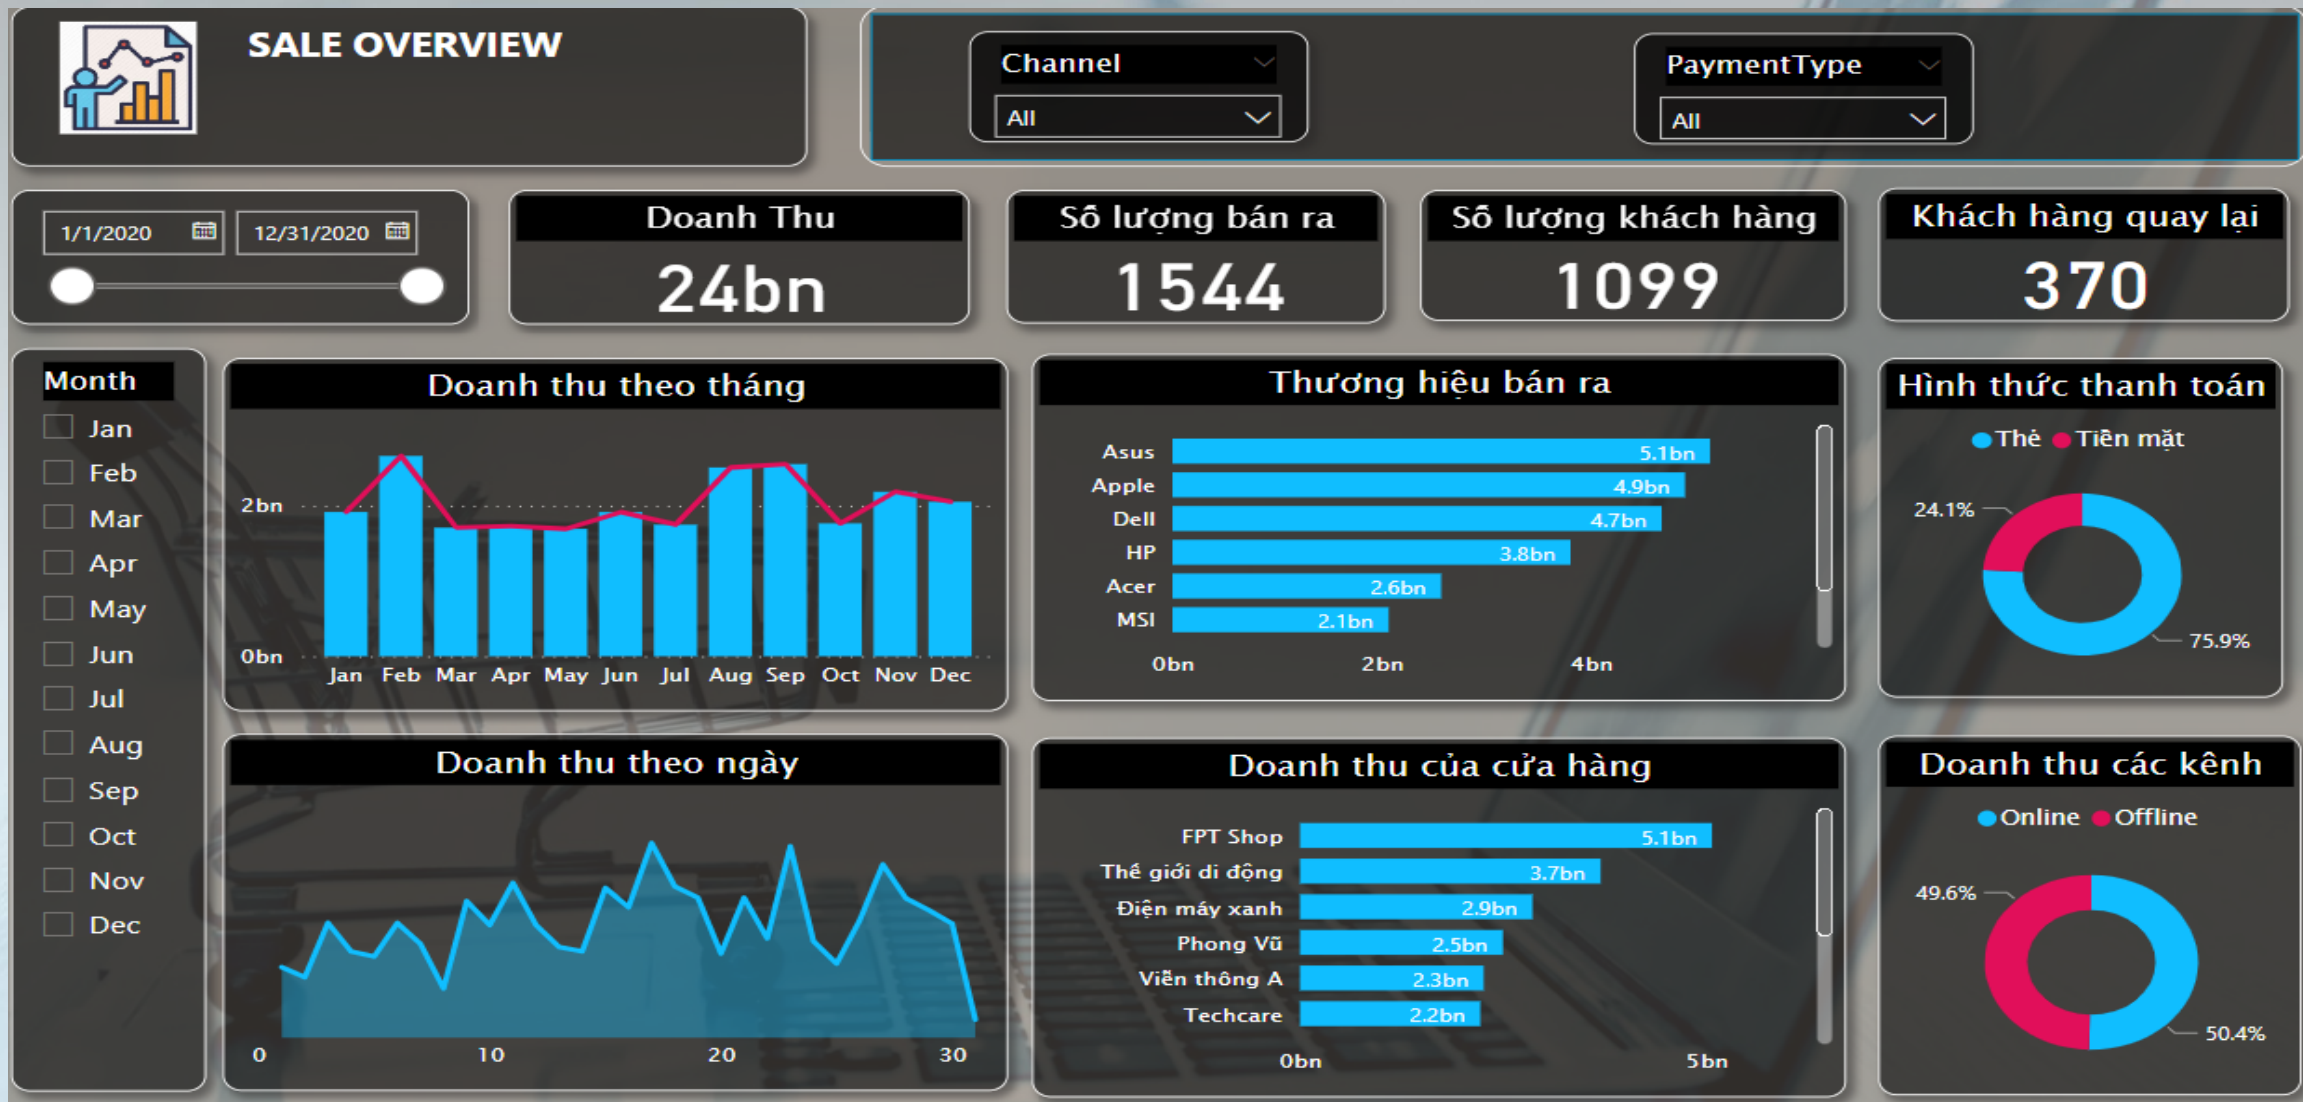 SALE OVERVIEW
Channel
All
PaymentType
All
1/1/2020
12/31/2020
Doanh Thu
24bn
Số lượng bán ra
1544
Số lượng khách hàng
1099
Khách hàng quay lại
370
Month
Jan
Feb
Mar
Apr
May
Jun
Jul
Aug
Sep
Oct
Nov
Dec
Doanh thu theo tháng
2bn
0bn
Jan Feb Mar Apr May Jun Jul Aug Sep Oct Nov Dec
Thương hiệu bán ra
Asus 5.1bn
Apple 4.9bn
Dell 4.7bn
HP 3.8bn
Acer 2.6bn
MSI 2.1bn
0bn 2bn 4bn
Hình thức thanh toán
Thẻ Tiền mặt
24.1%
75.9%
Doanh thu theo ngày
0 10 20 30
Doanh thu của cửa hàng
FPT Shop 5.1bn
Thế giới di động 3.7bn
Điện máy xanh 2.9bn
Phong Vũ 2.5bn
Viễn thông A 2.3bn
Techcare 2.2bn
0bn 5bn
Doanh thu các kênh
Online Offline
49.6%
50.4%